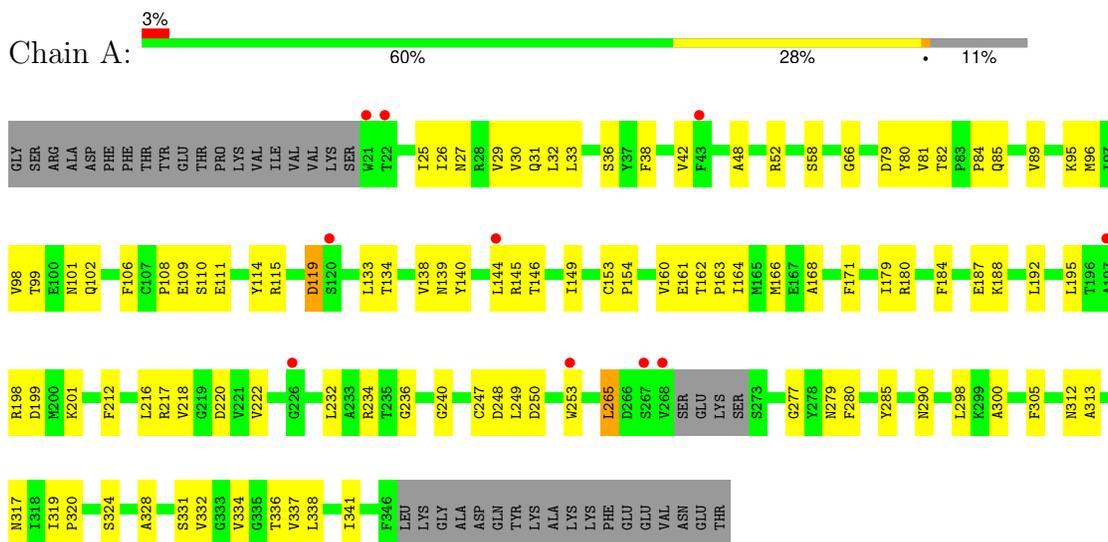 3%
Chain A:
60% 28% • 11%
GLY SER ARG ALA ASP PHE PHE THR TYR GLU THR PRO LYS VAL ILE VAL VAL LYS SER W21 T22 I25 I26 N27 R28 V29 V30 Q31 L32 L33 S36 Y37 F38 V42 F43 A48 R52 S58 G66 D79 Y80 V81 T82 P83 P84 Q85 V89 K95 M96 I97
V98 T99 E100 N101 Q102 F106 C107 P108 E109 S110 E111 Y114 R115 D119 S120 L133 T134 V138 N139 Y140 L144 R145 T146 I149 C153 P154 V160 E161 T162 P163 I164 M165 M166 E167 A168 F171 I179 R180 F184 E187 K188 L192 L195 T196 A197
R198 D199 M200 K201 F212 L216 R217 V218 G219 D220 V221 V222 G226 L232 A233 R234 T235 G236 G240 C247 D248 L249 D250 W253 L265 D266 S267 V268 SER GLU LYS SER S273 G277 Y278 N279 F280 Y285 N290 L298 K299 A300 F305 N312 A313
N317 I318 I319 P320 S324 A328 S331 V332 G333 V334 G335 T336 V337 L338 I341 F346 LEU LYS GLY ALA ASP GLN TYR LYS ALA LYS LYS PHE GLU GLU VAL ASN GLU THR